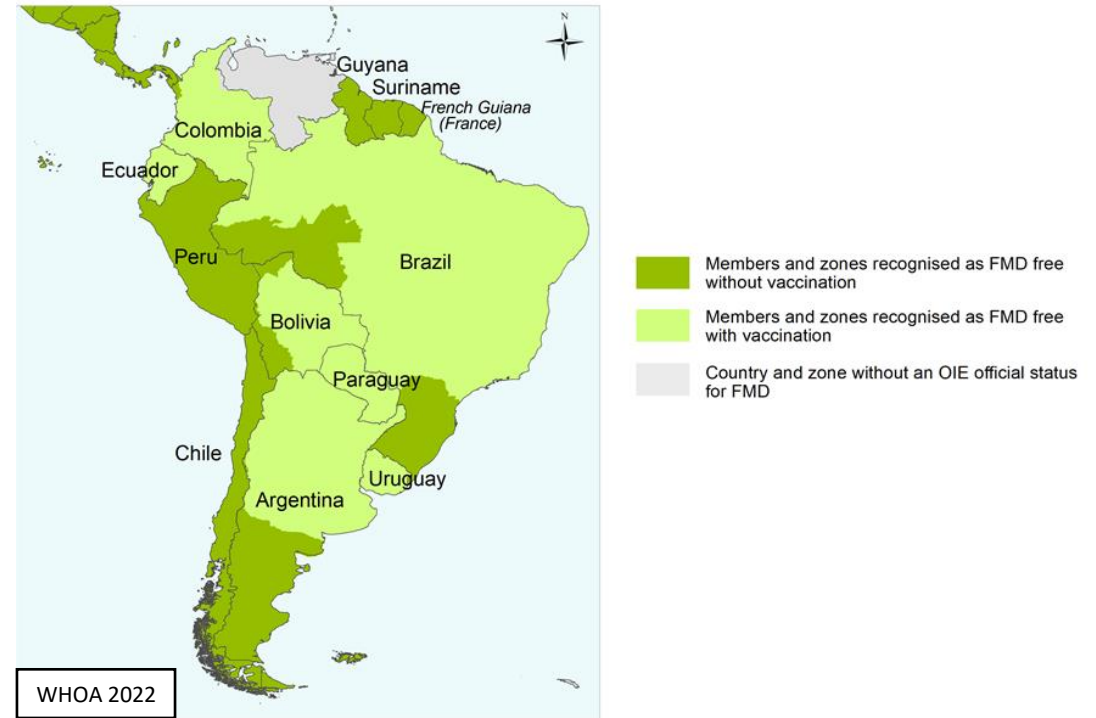 N
Guyana
Suriname
French Guiana
(France)
Colombia
Ecuador
Peru
Brazil
Bolivia
Paraguay
Chile
Uruguay
Argentina
WHOA 2022
Members and zones recognised as FMD free
without vaccination
Members and zones recognised as FMD free
with vaccination
Country and zone without an OIE official status
for FMD